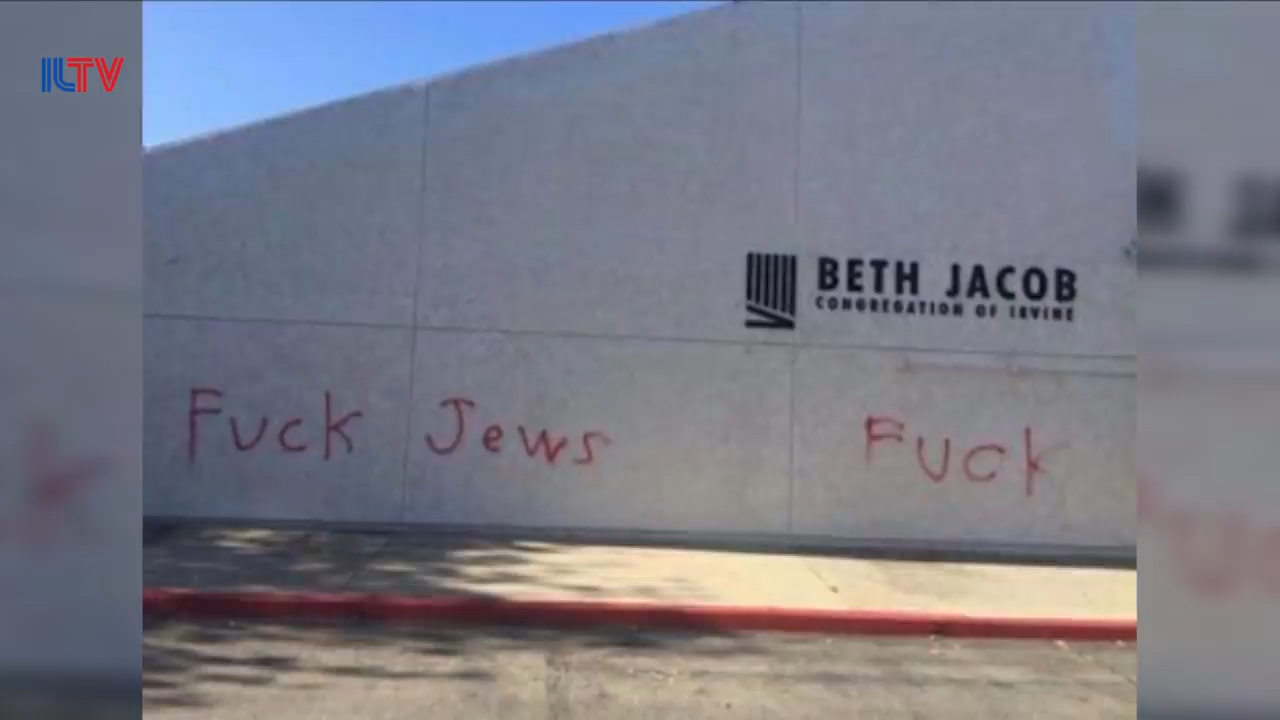 ILTV
BETH JACOB
CONGREGATION OF IRVINE
Fuck Jews Fuck